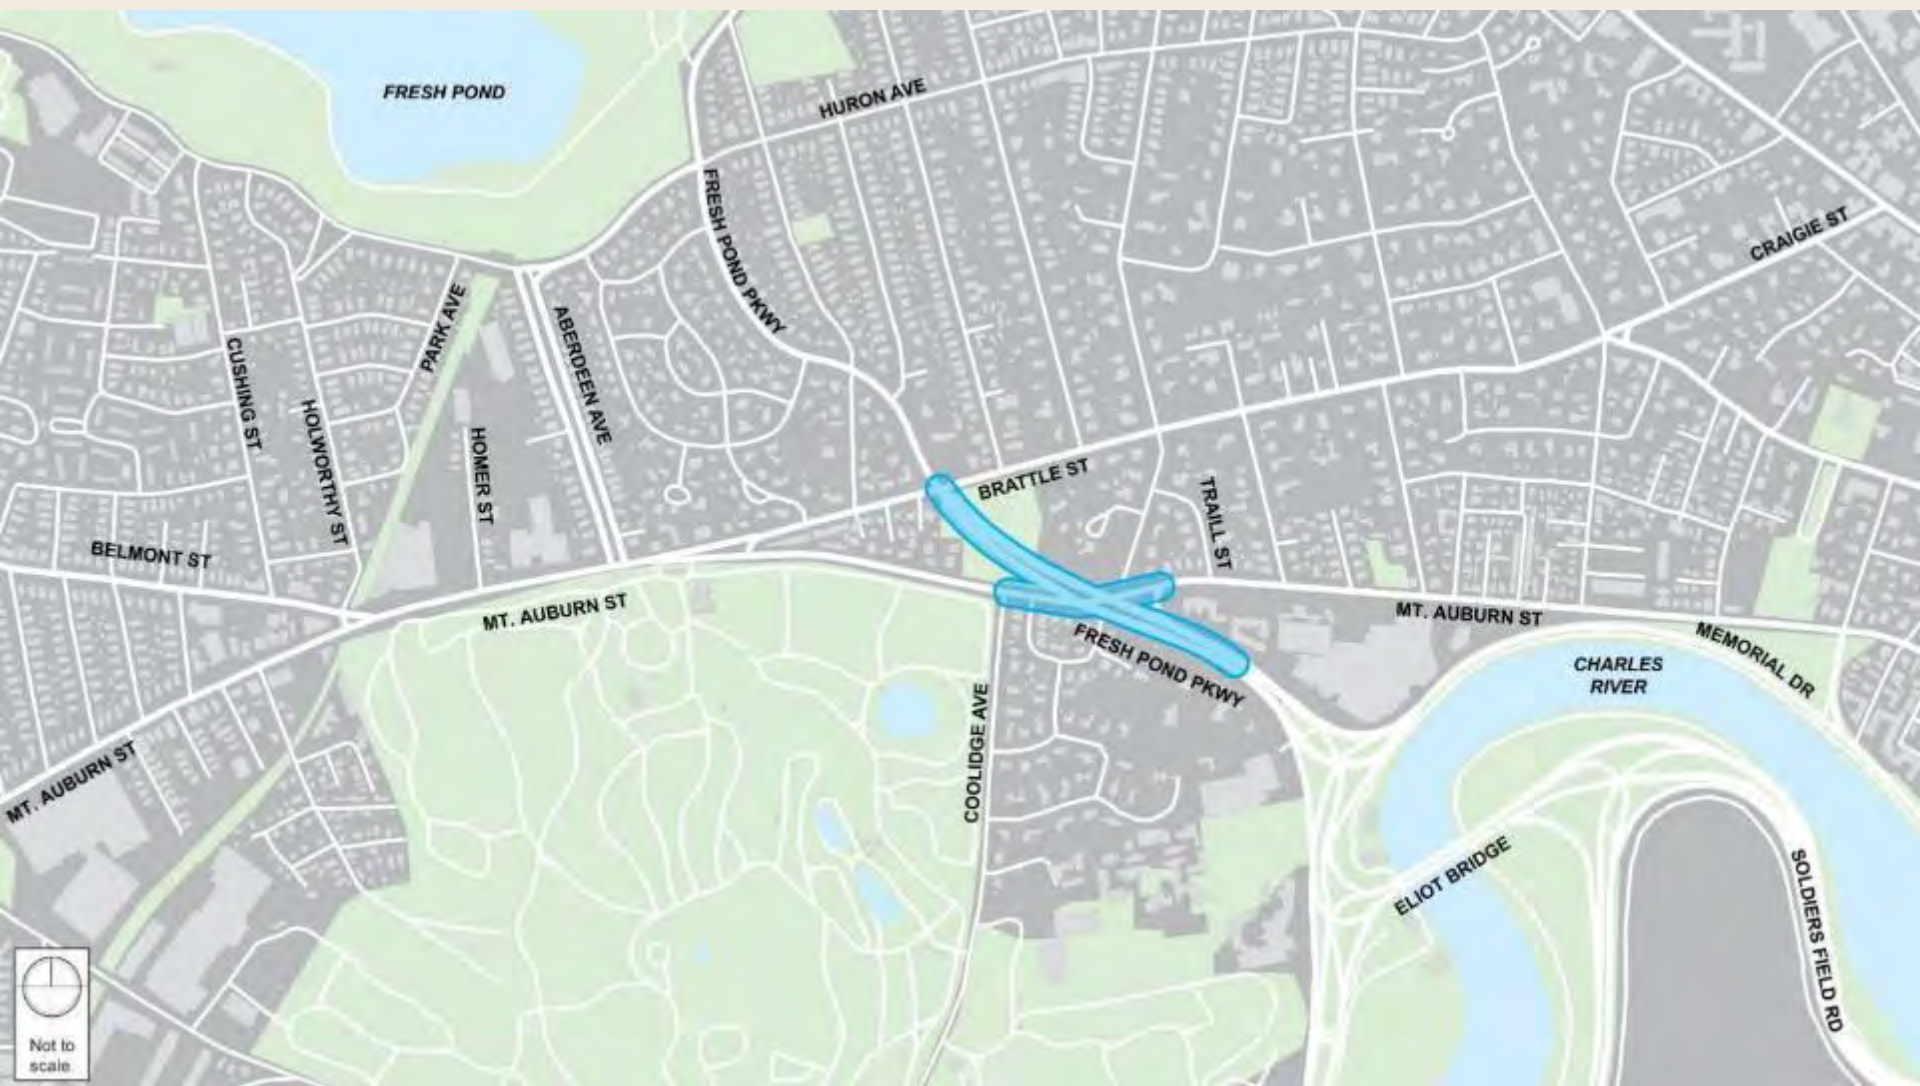 FRESH POND
HURON AVE
FRESH POND PKWY
CRAIGIE ST
PARK AVE
ABERDEEN AVE
CUSHING ST
HOLWORTHY ST
HOMER ST
BRATTLE ST
TRAILL ST
BELMONT ST
MT. AUBURN ST
MT. AUBURN ST
FRESH POND PKWY
MEMORIAL DR
CHARLES
RIVER
COOLIDGE AVE
MT. AUBURN ST
ELIOT BRIDGE
SOLDIERS FIELD RD
Not to
scale.